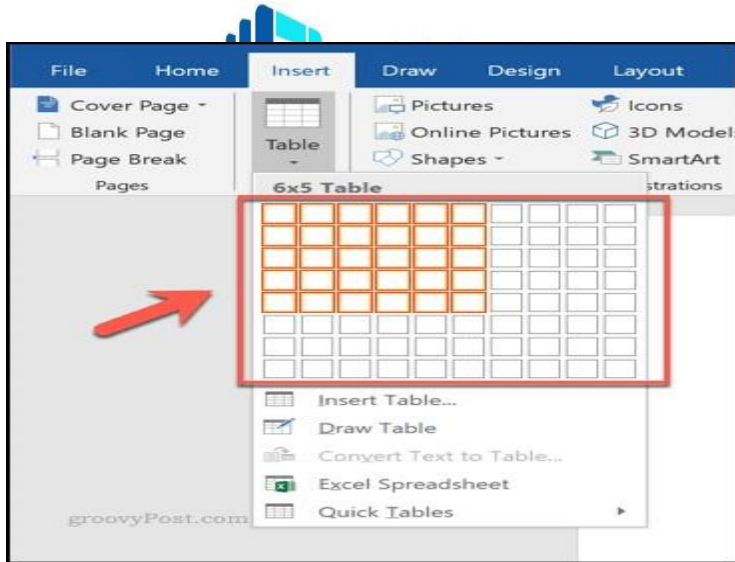 File Home Insert Draw Design Layout
Cover Page
Blank Page
Page Break
Pages
Table
Pictures
Online Pictures
Shapes
Icons
3D Model
SmartArt
strations
6x5 Table
Insert Table...
Draw Table
Convert Text to Table...
Excel Spreadsheet
Quick Tables
groovyPost.com